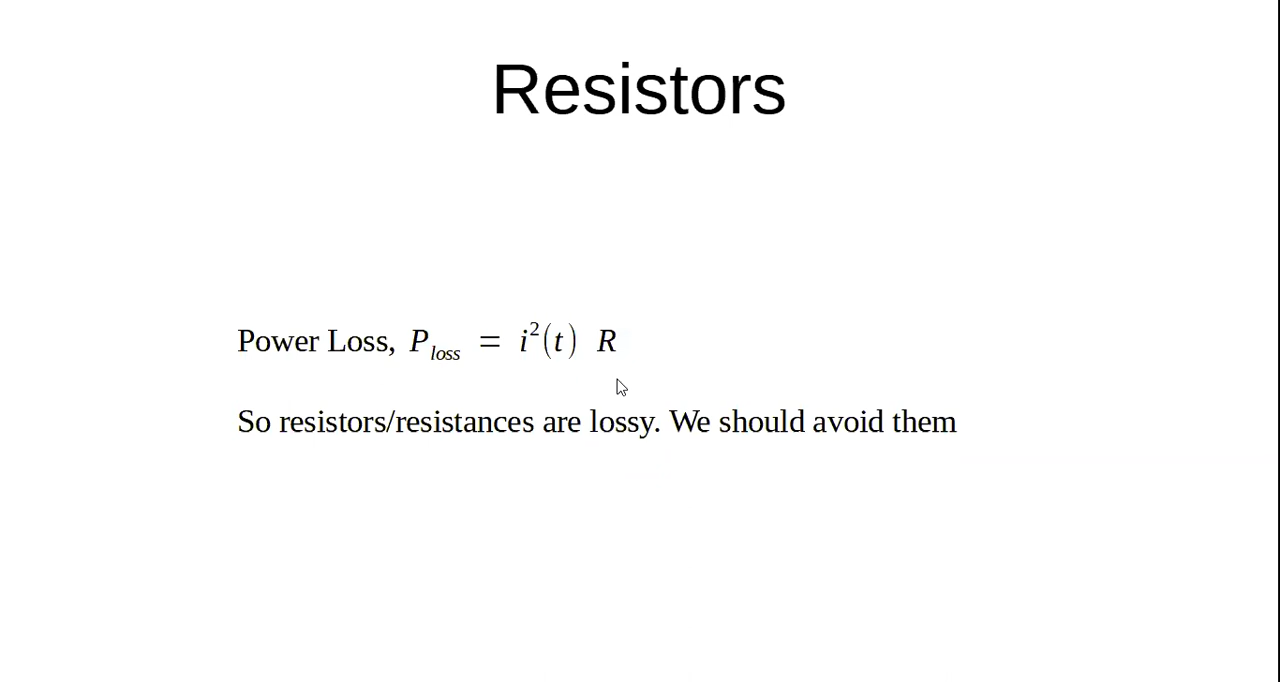 Resistors
Power Loss, P_loss = i²(t) R
So resistors/resistances are lossy. We should avoid them